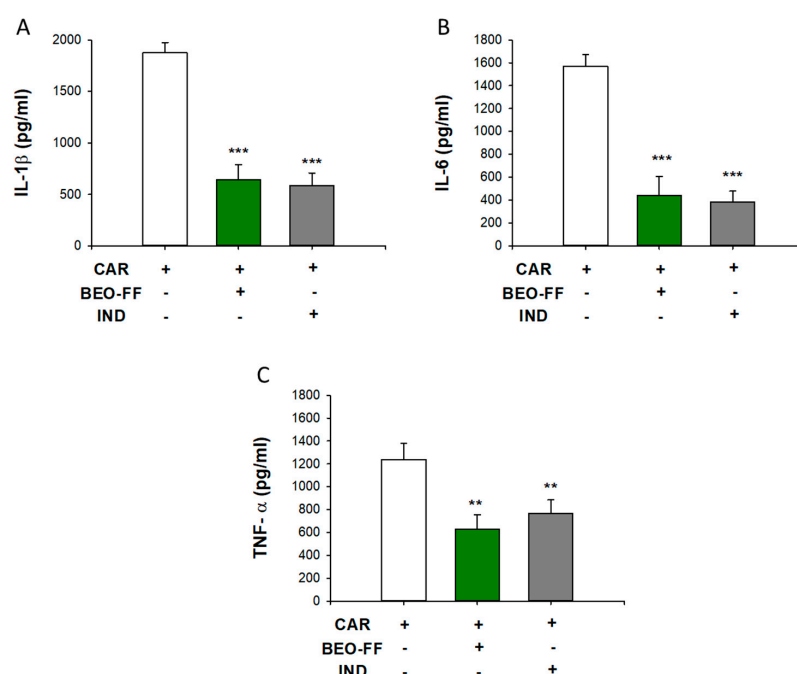 A
IL-1β (pg/ml)
2000
1500
1000
500
0
***
***
CAR + + +
BEO-FF - + -
IND - - +
B
IL-6 (pg/ml)
1800
1600
1400
1200
1000
800
600
400
200
0
***
***
CAR + + +
BEO-FF - + -
IND - - +
C
TNF- α (pg/ml)
1800
1600
1400
1200
1000
800
600
400
200
0
**
**
CAR + + +
BEO-FF - + -
IND - - +